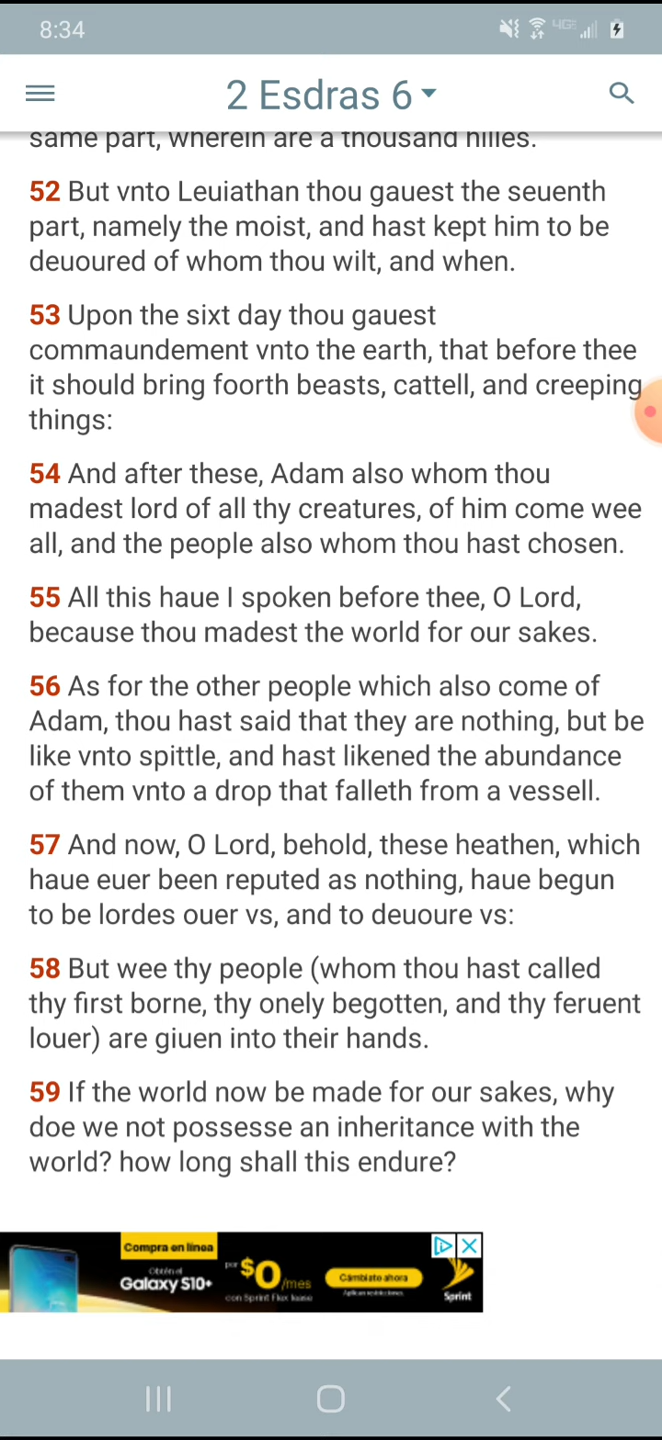 8:34
4GE
2 Esdras 6
same part, wherein are a thousand hilles.
52 But vnto Leuiathan thou gauest the seuenth
part, namely the moist, and hast kept him to be
deuoured of whom thou wilt, and when.
53 Upon the sixt day thou gauest
commaundement vnto the earth, that before thee
it should bring foorth beasts, cattell, and creeping
things:
54 And after these, Adam also whom thou
madest lord of all thy creatures, of him come wee
all, and the people also whom thou hast chosen.
55 All this haue I spoken before thee, O Lord,
because thou madest the world for our sakes.
56 As for the other people which also come of
Adam, thou hast said that they are nothing, but be
like vnto spittle, and hast likened the abundance
of them vnto a drop that falleth from a vessell.
57 And now, O Lord, behold, these heathen, which
haue euer been reputed as nothing, haue begun
to be lordes ouer vs, and to deuoure vs:
58 But wee thy people (whom thou hast called
thy first borne, thy onely begotten, and thy feruent
louer) are giuen into their hands.
59 If the world now be made for our sakes, why
doe we not possesse an inheritance with the
world? how long shall this endure?
Compra en línea
Obtén el
Galaxy S10+
por $0/mes
con Sprint Flex lease
Cámbiate ahora
Aplican restricciones
Sprint